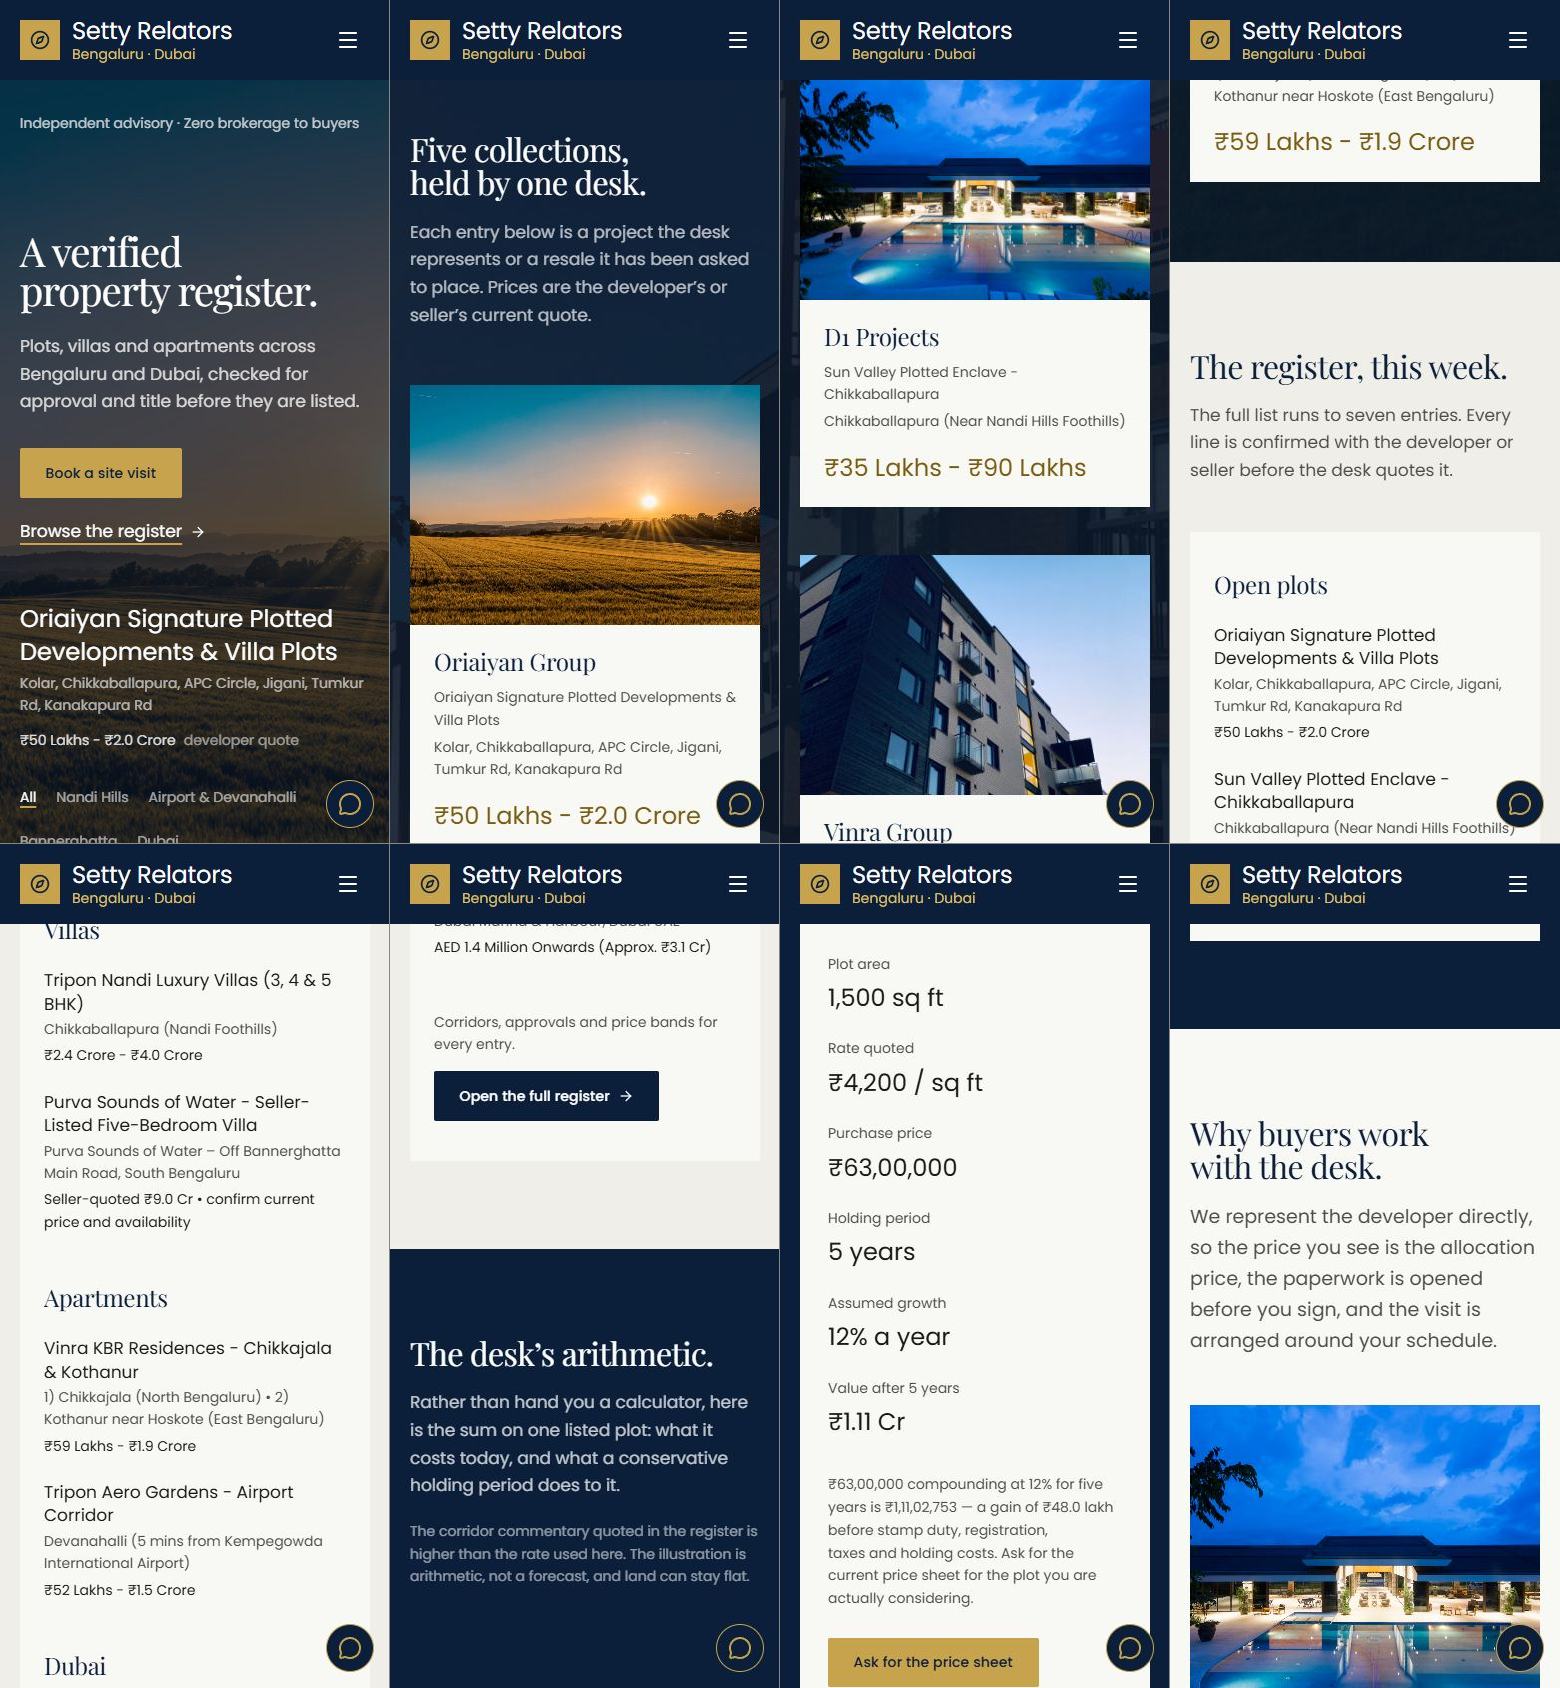 Setty Relators
Bengaluru · Dubai
Independent advisory · Zero brokerage to buyers
A verified
property register.
Plots, villas and apartments across
Bengaluru and Dubai, checked for
approval and title before they are listed.
Book a site visit
Browse the register →
Oriaiyan Signature Plotted
Developments & Villa Plots
Kolar, Chikkaballapura, APC Circle, Jigani, Tumkur
Rd, Kanakapura Rd
₹50 Lakhs - ₹2.0 Crore developer quote
All Nandi Hills Airport & Devanahalli
Bannerghatta Dubai
Setty Relators
Bengaluru · Dubai
Five collections,
held by one desk.
Each entry below is a project the desk
represents or a resale it has been asked
to place. Prices are the developer’s or
seller’s current quote.
Oriaiyan Group
Oriaiyan Signature Plotted Developments &
Villa Plots
Kolar, Chikkaballapura, APC Circle, Jigani,
Tumkur Rd, Kanakapura Rd
₹50 Lakhs - ₹2.0 Crore
Setty Relators
Bengaluru · Dubai
D1 Projects
Sun Valley Plotted Enclave -
Chikkaballapura
Chikkaballapura (Near Nandi Hills Foothills)
₹35 Lakhs - ₹90 Lakhs
Vinra Group
Setty Relators
Bengaluru · Dubai
Kothanur near Hoskote (East Bengaluru)
₹59 Lakhs - ₹1.9 Crore
The register, this week.
The full list runs to seven entries. Every
line is confirmed with the developer or
seller before the desk quotes it.
Open plots
Oriaiyan Signature Plotted
Developments & Villa Plots
Kolar, Chikkaballapura, APC Circle, Jigani,
Tumkur Rd, Kanakapura Rd
₹50 Lakhs - ₹2.0 Crore
Sun Valley Plotted Enclave -
Chikkaballapura
Chikkaballapura (Near Nandi Hills Foothills)
Setty Relators
Bengaluru · Dubai
Villas
Tripon Nandi Luxury Villas (3, 4 & 5
BHK)
Chikkaballapura (Nandi Foothills)
₹2.4 Crore - ₹4.0 Crore
Purva Sounds of Water - Seller-
Listed Five-Bedroom Villa
Purva Sounds of Water – Off Bannerghatta
Main Road, South Bengaluru
Seller-quoted ₹9.0 Cr • confirm current
price and availability
Apartments
Vinra KBR Residences - Chikkajala
& Kothanur
1) Chikkajala (North Bengaluru) • 2)
Kothanur near Hoskote (East Bengaluru)
₹59 Lakhs - ₹1.9 Crore
Tripon Aero Gardens - Airport
Corridor
Devanahalli (5 mins from Kempegowda
International Airport)
₹52 Lakhs - ₹1.5 Crore
Dubai
Setty Relators
Bengaluru · Dubai
AED 1.4 Million Onwards (Approx. ₹3.1 Cr)
Corridors, approvals and price bands for
every entry.
Open the full register →
The desk’s arithmetic.
Rather than hand you a calculator, here
is the sum on one listed plot: what it
costs today, and what a conservative
holding period does to it.
The corridor commentary quoted in the register is
higher than the rate used here. The illustration is
arithmetic, not a forecast, and land can stay flat.
Setty Relators
Bengaluru · Dubai
Plot area
1,500 sq ft
Rate quoted
₹4,200 / sq ft
Purchase price
₹63,00,000
Holding period
5 years
Assumed growth
12% a year
Value after 5 years
₹1.11 Cr
₹63,00,000 compounding at 12% for five
years is ₹1,11,02,753 — a gain of ₹48.0 lakh
before stamp duty, registration,
taxes and holding costs. Ask for the
current price sheet for the plot you are
actually considering.
Ask for the price sheet
Setty Relators
Bengaluru · Dubai
Why buyers work
with the desk.
We represent the developer directly,
so the price you see is the allocation
price, the paperwork is opened
before you sign, and the visit is
arranged around your schedule.